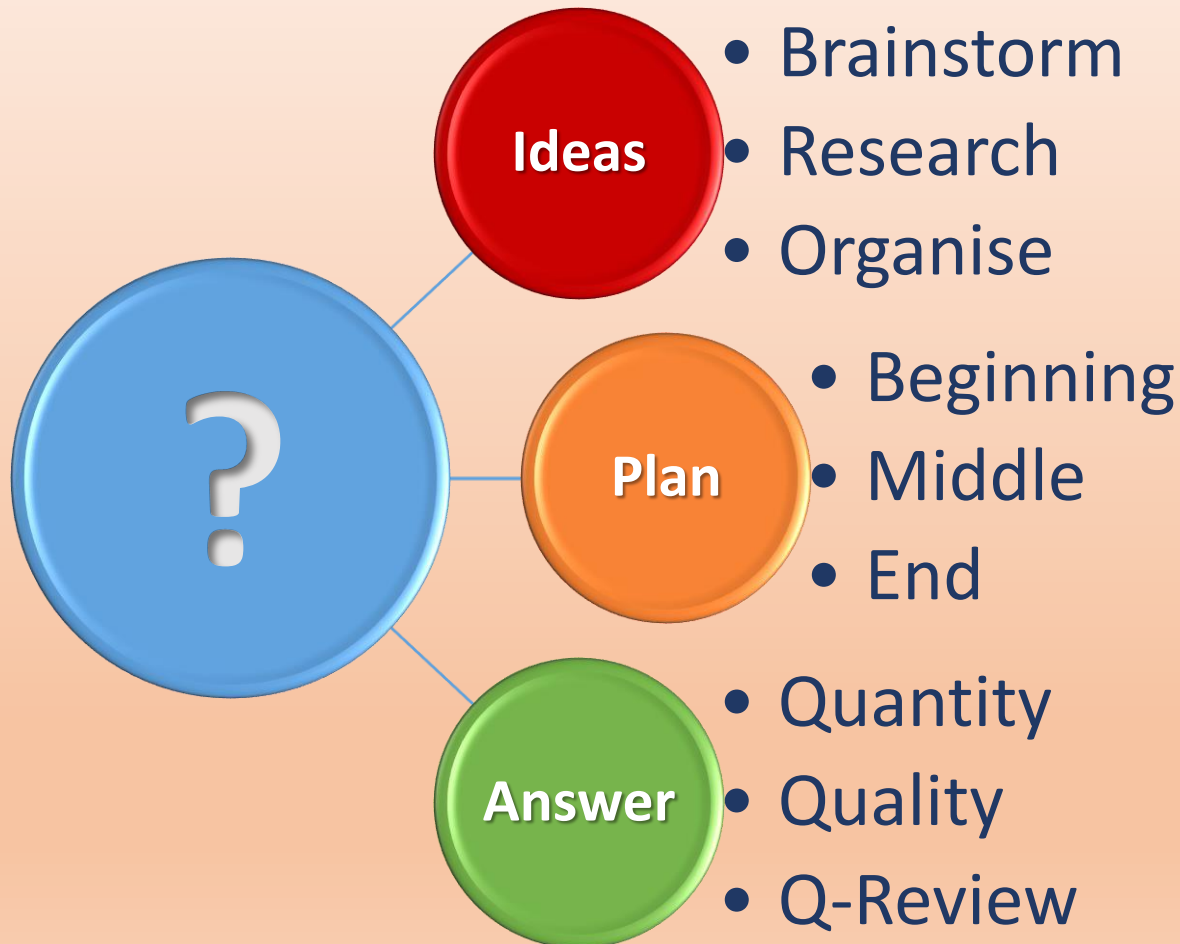 ?
Ideas
• Brainstorm
• Research
• Organise
Plan
• Beginning
• Middle
• End
Answer
• Quantity
• Quality
• Q-Review